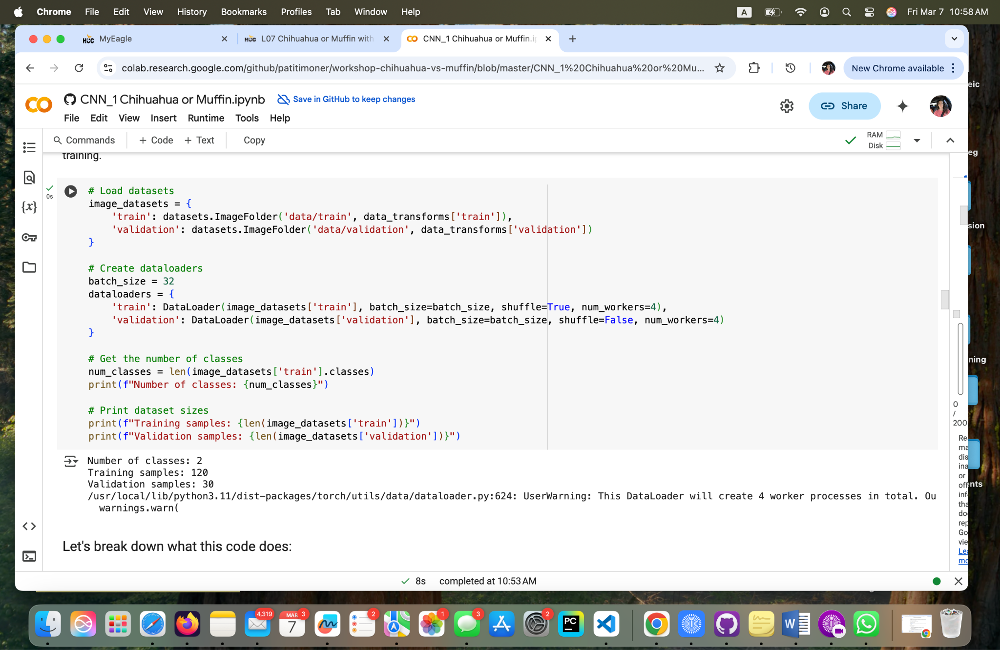 Chrome File Edit View History Bookmarks Profiles Tab Window Help A Fri Mar 7 10:58 AM
MyEagle
L07 Chihuahua or Muffin with
CNN_1 Chihuahua or Muffin.i
colab.research.google.com/github/patitimoner/workshop-chihuahua-vs-muffin/blob/master/CNN_1%20Chihuahua%20or%20Mu...
New Chrome available
CNN_1 Chihuahua or Muffin.ipynb
Save in GitHub to keep changes
Share
File Edit View Insert Runtime Tools Help
Commands + Code + Text Copy
RAM
Disk
training.
0s
# Load datasets
image_datasets = {
'train': datasets.ImageFolder('data/train', data_transforms['train']),
'validation': datasets.ImageFolder('data/validation', data_transforms['validation'])
}
# Create dataloaders
batch_size = 32
dataloaders = {
'train': DataLoader(image_datasets['train'], batch_size=batch_size, shuffle=True, num_workers=4),
'validation': DataLoader(image_datasets['validation'], batch_size=batch_size, shuffle=False, num_workers=4)
}
# Get the number of classes
num_classes = len(image_datasets['train'].classes)
print(f"Number of classes: {num_classes}")
# Print dataset sizes
print(f"Training samples: {len(image_datasets['train'])}")
print(f"Validation samples: {len(image_datasets['validation'])}")
Number of classes: 2
Training samples: 120
Validation samples: 30
/usr/local/lib/python3.11/dist-packages/torch/utils/data/dataloader.py:624: UserWarning: This DataLoader will create 4 worker processes in total. Ou
warnings.warn(
Let's break down what this code does:
8s completed at 10:53 AM
eic
eg
sion
ning
nts
0
/
200
Re
ma
dis
ina
or
off
inf
tha
do
rep
Go
vie
Lea
mo
4,319
MAR 3
7
2
1
3
2
PC
W